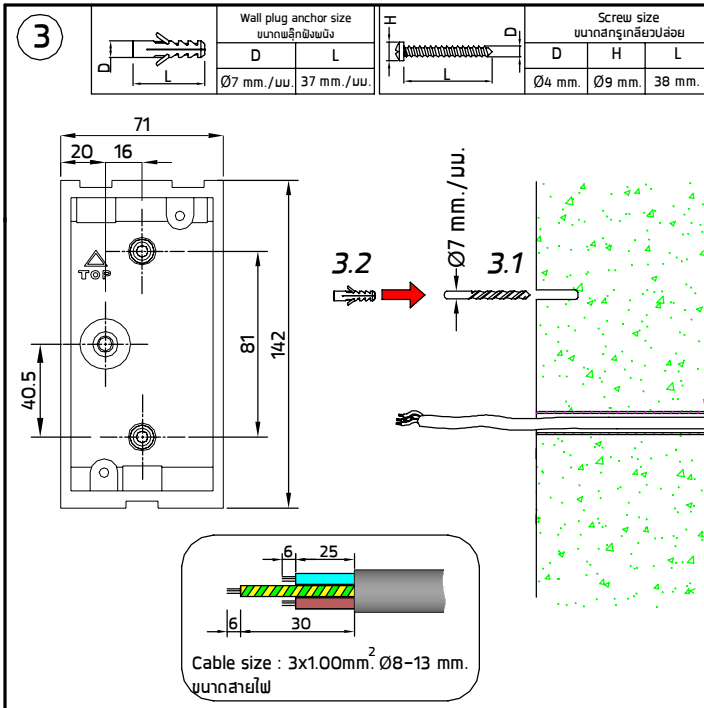 3
Wall plug anchor size
ขนาดพลุ๊กฝังผนัง
D L
Ø7 mm./มม. 37 mm./มม.
D
L
H
D
L
Screw size
ขนาดสกรูเกลียวปล่อย
D H L
Ø4 mm. Ø9 mm. 38 mm.
71
20 16
TOP
81
142
40.5
3.2
Ø7 mm./มม.
3.1
6 25
6 30
Cable size : 3x1.00mm². Ø8-13 mm.
ขนาดสายไฟ